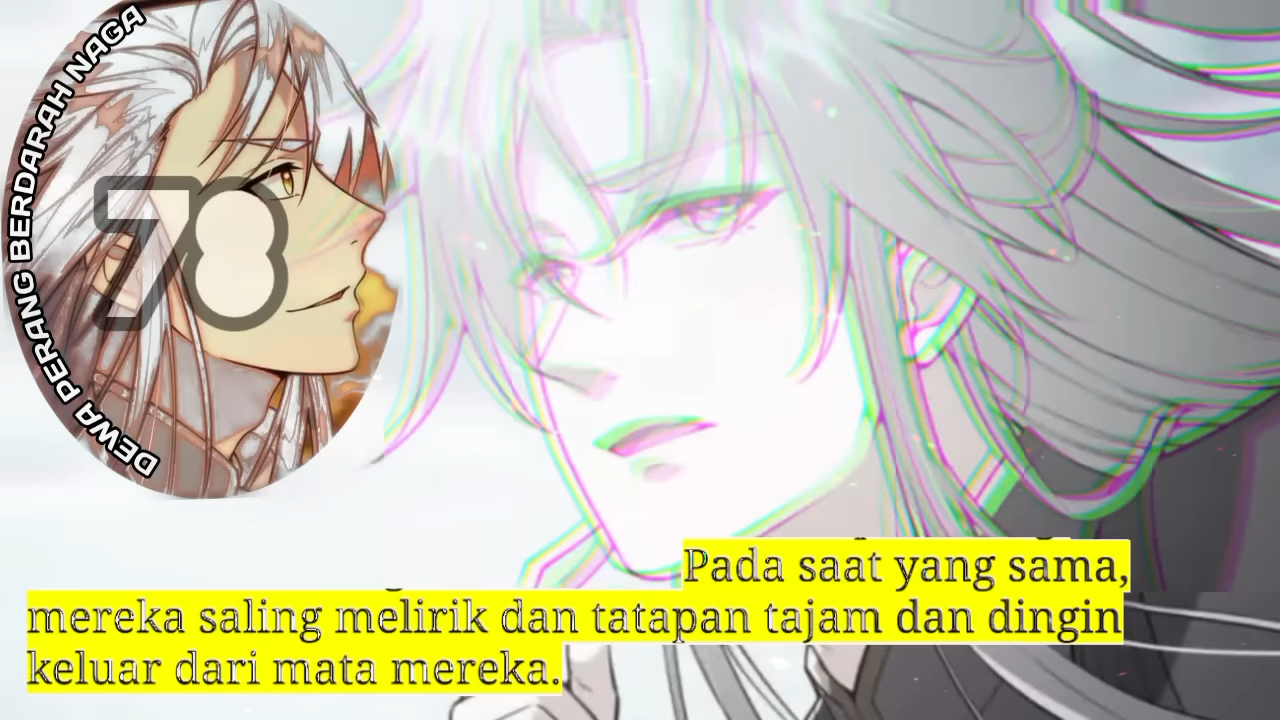 DEWA PERANG BERDARAH NAGA
78
Pada saat yang sama,
mereka saling melirik dan tatapan tajam dan dingin
keluar dari mata mereka.